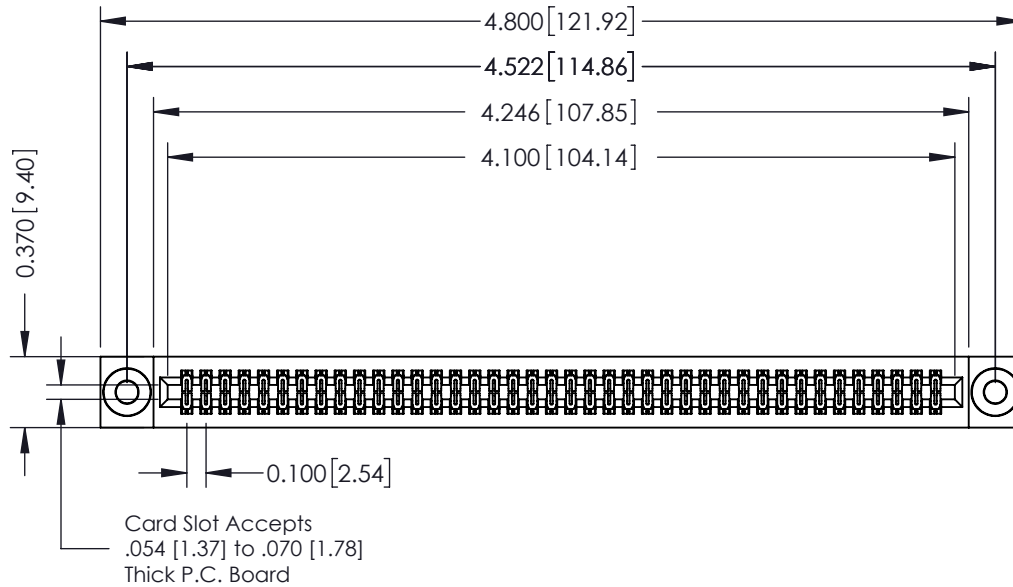 4.800 [121.92]
4.522 [114.86]
4.246 [107.85]
4.100 [104.14]
0.370 [9.40]
0.100 [2.54]
Card Slot Accepts
.054 [1.37] to .070 [1.78]
Thick P.C. Board